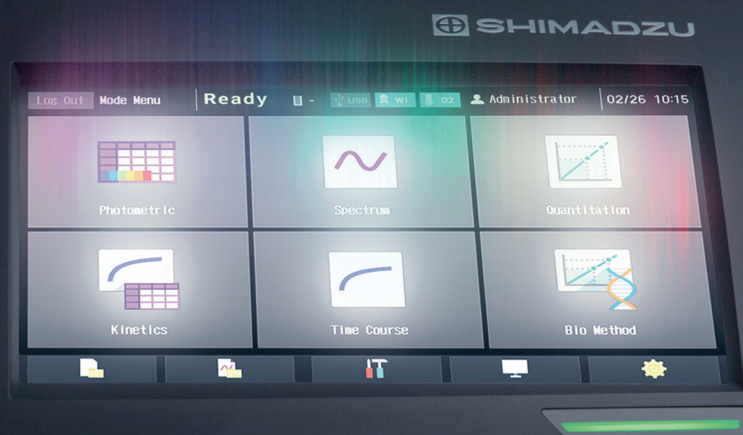 SHIMADZU
Log Out Mode Menu Ready - USB WI D2 Administrator 02/26 10:15
Photometric Spectrum Quantitation
Kinetics Time Course Bio Method